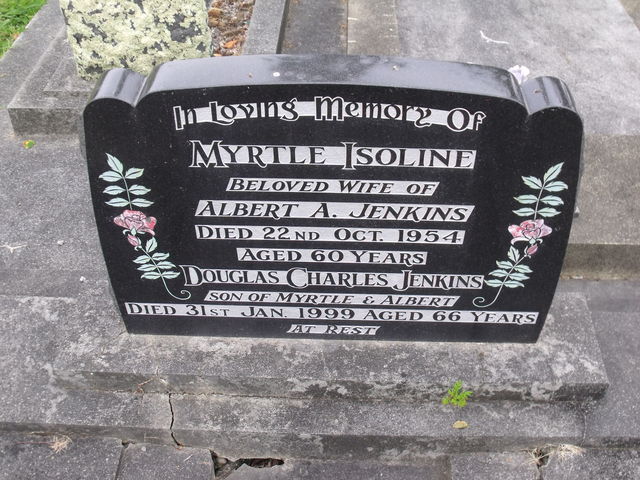 In Loving Memory Of
MYRTLE ISOLINE
BELOVED WIFE OF
ALBERT A. JENKINS
DIED 22ND OCT. 1954
AGED 60 YEARS
DOUGLAS CHARLES JENKINS
SON OF MYRTLE & ALBERT
DIED 31ST JAN. 1999 AGED 66 YEARS
AT REST